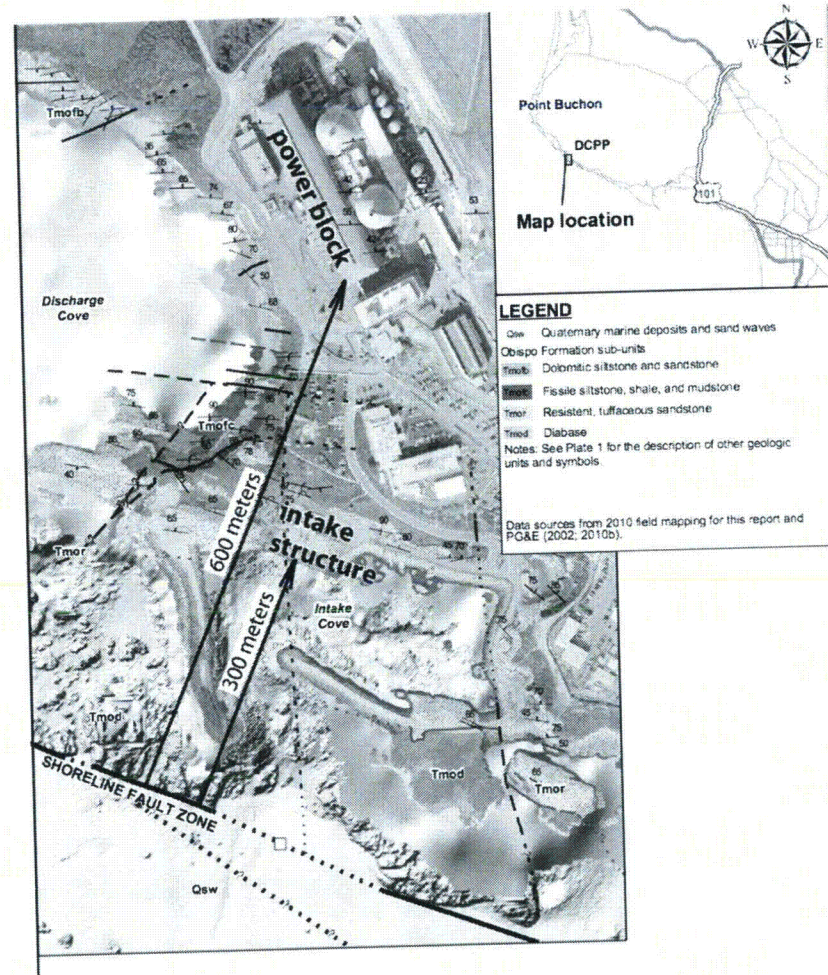 N
W E
S
Point Buchon
DCPP
101
Map location
Tmofb
power block
Discharge
Cove
Tmofc
600 meters
intake
structure
Tmor
Intake
Cove
300 meters
Tmod
SHORELINE FAULT ZONE
Tmod
Tmor
Qsw
LEGEND
Qsw Quaternary marine deposits and sand waves
Obispo Formation sub-units
Tmofb Dolomitic siltstone and sandstone
Tmofc Fissile siltstone, shale, and mudstone
Tmor Resistent, tuffaceous sandstone
Tmod Diabase
Notes: See Plate 1 for the description of other geologic
units and symbols.
Data sources from 2010 field mapping for this report and
PG&E (2002; 2010b).